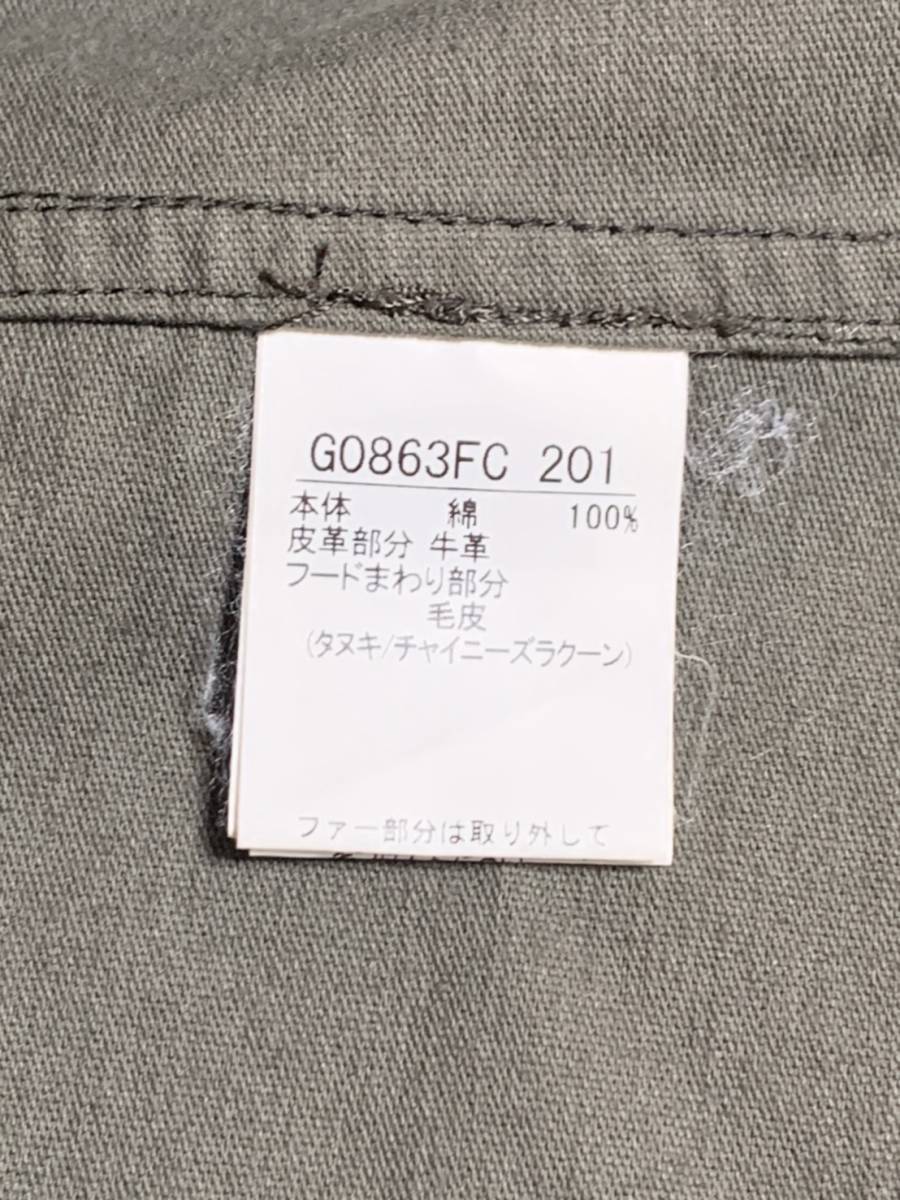 G0863FC 201
本体 綿 100%
皮革部分 牛革
フードまわり部分
毛皮
(タヌキ/チャイニーズラクーン)
ファー部分は取り外して